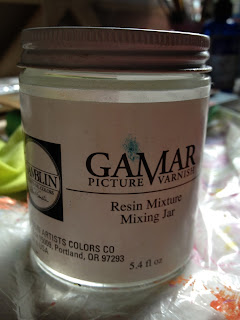 GAMAR
PICTURE VARNISH
Resin Mixture
Mixing Jar
ARTISTS COLORS CO
Portland, OR 97293
5.4 fl oz